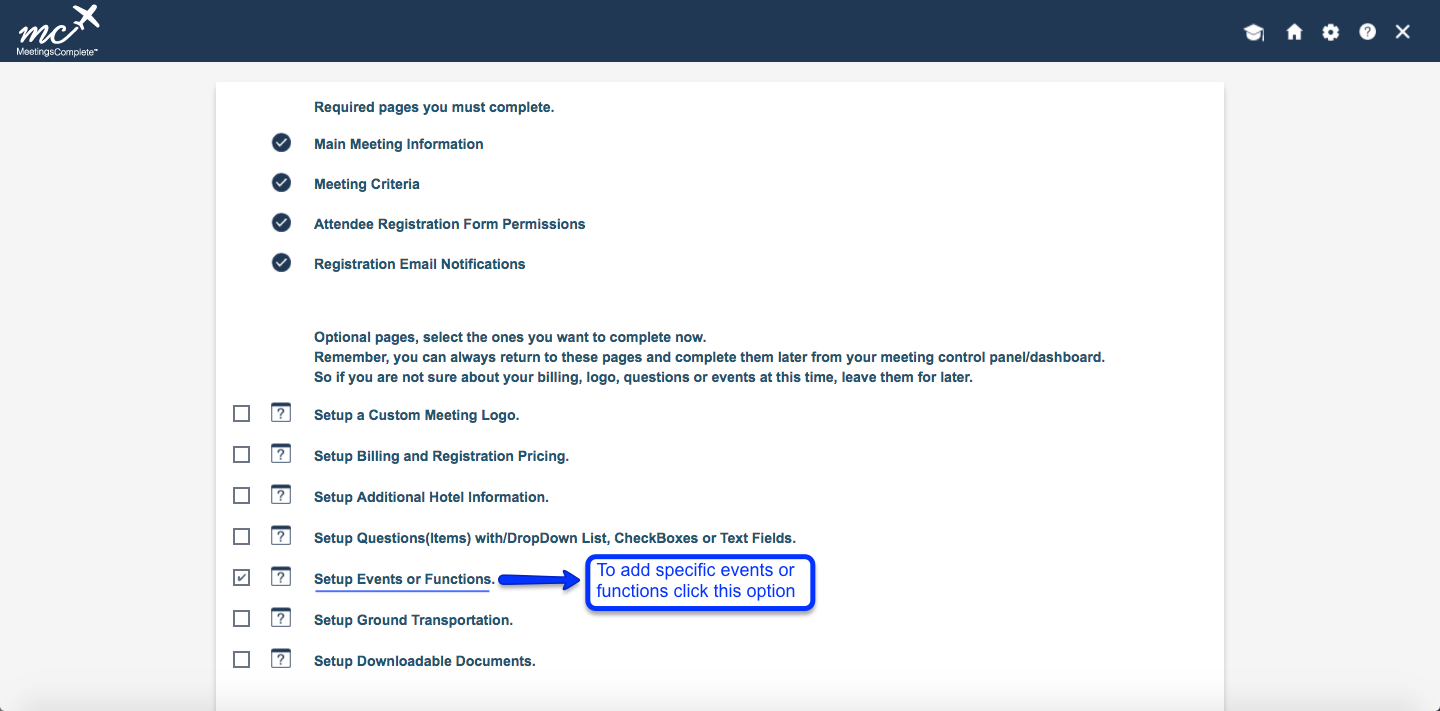 mc
MeetingsComplete™
Required pages you must complete.
Main Meeting Information
Meeting Criteria
Attendee Registration Form Permissions
Registration Email Notifications
Optional pages, select the ones you want to complete now.
Remember, you can always return to these pages and complete them later from your meeting control panel/dashboard.
So if you are not sure about your billing, logo, questions or events at this time, leave them for later.
? Setup a Custom Meeting Logo.
? Setup Billing and Registration Pricing.
? Setup Additional Hotel Information.
? Setup Questions(Items) with/DropDown List, CheckBoxes or Text Fields.
? Setup Events or Functions.
To add specific events or
functions click this option
? Setup Ground Transportation.
? Setup Downloadable Documents.